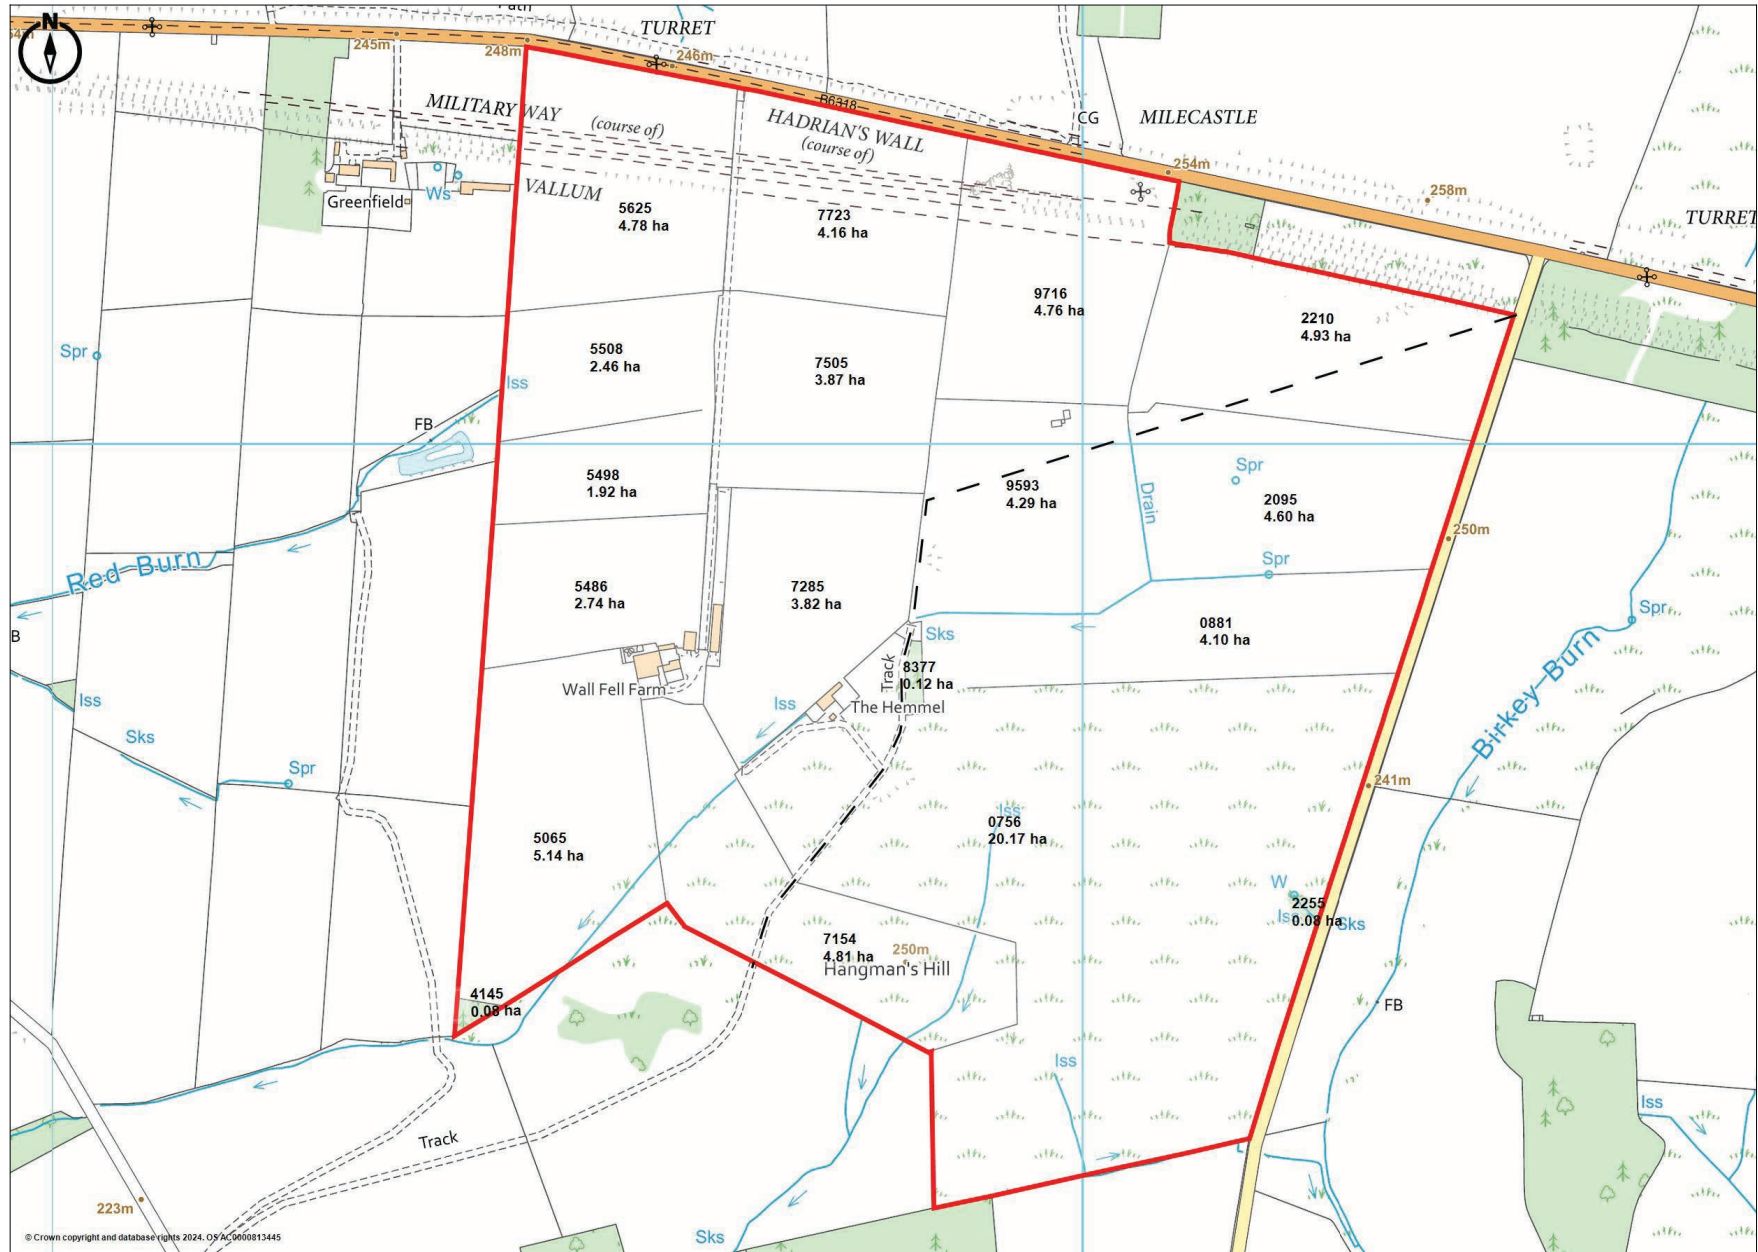 N
TURRET
245m
248m
246m
B6318
MILITARY WAY
(course of)
HADRIAN'S WALL
(course of)
CG
MILECASTLE
254m
258m
TURRET
Greenfield
Ws
VALLUM
5625
4.78 ha
7723
4.16 ha
9716
4.76 ha
2210
4.93 ha
Spr
5508
2.46 ha
7505
3.87 ha
Iss
FB
5498
1.92 ha
9593
4.29 ha
Drain
Spr
2095
4.60 ha
250m
Red Burn
5486
2.74 ha
7285
3.82 ha
Spr
0881
4.10 ha
Spr
B
Sks
Track
8377
0.12 ha
Wall Fell Farm
Iss
The Hemmel
Birkey Burn
Iss
Sks
Spr
241m
5065
5.14 ha
Iss
0756
20.17 ha
W
2255
0.08 ha
Iss
Sks
7154
4.81 ha
250m
Hangman's Hill
4145
0.08 ha
FB
Iss
Iss
Track
223m
Sks
© Crown copyright and database rights 2024. OS AC0000813445